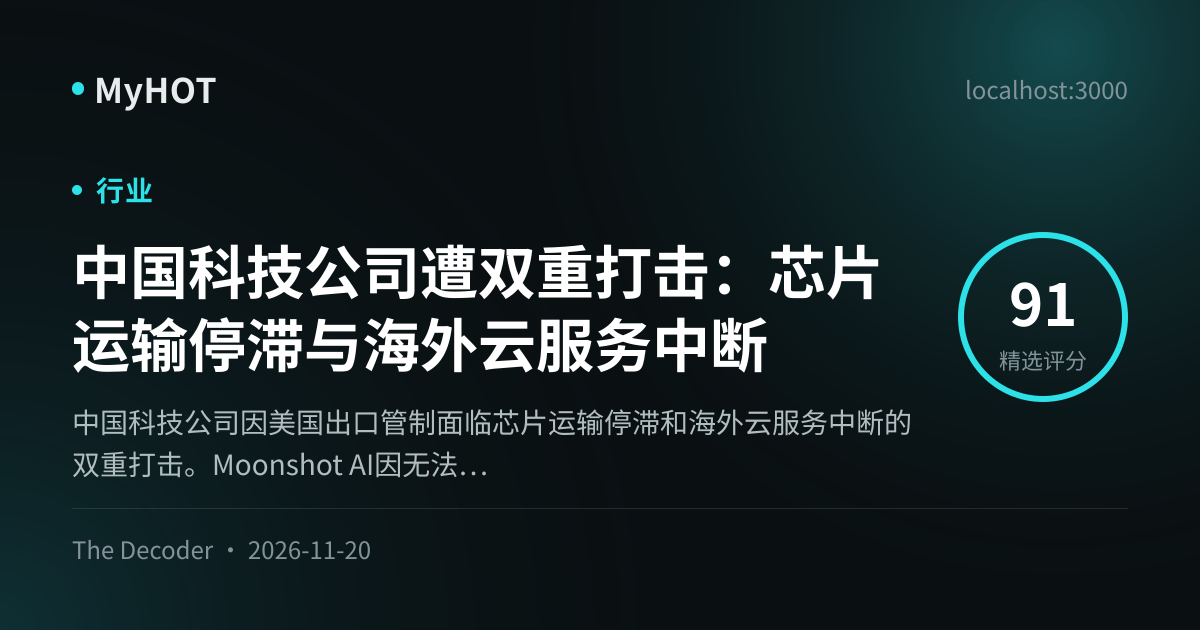 MyHOT
localhost:3000
行业
中国科技公司遭双重打击：芯片
运输停滞与海外云服务中断
91
精选评分
中国科技公司因美国出口管制面临芯片运输停滞和海外云服务中断的
双重打击。Moonshot AI因无法…
The Decoder · 2026-11-20